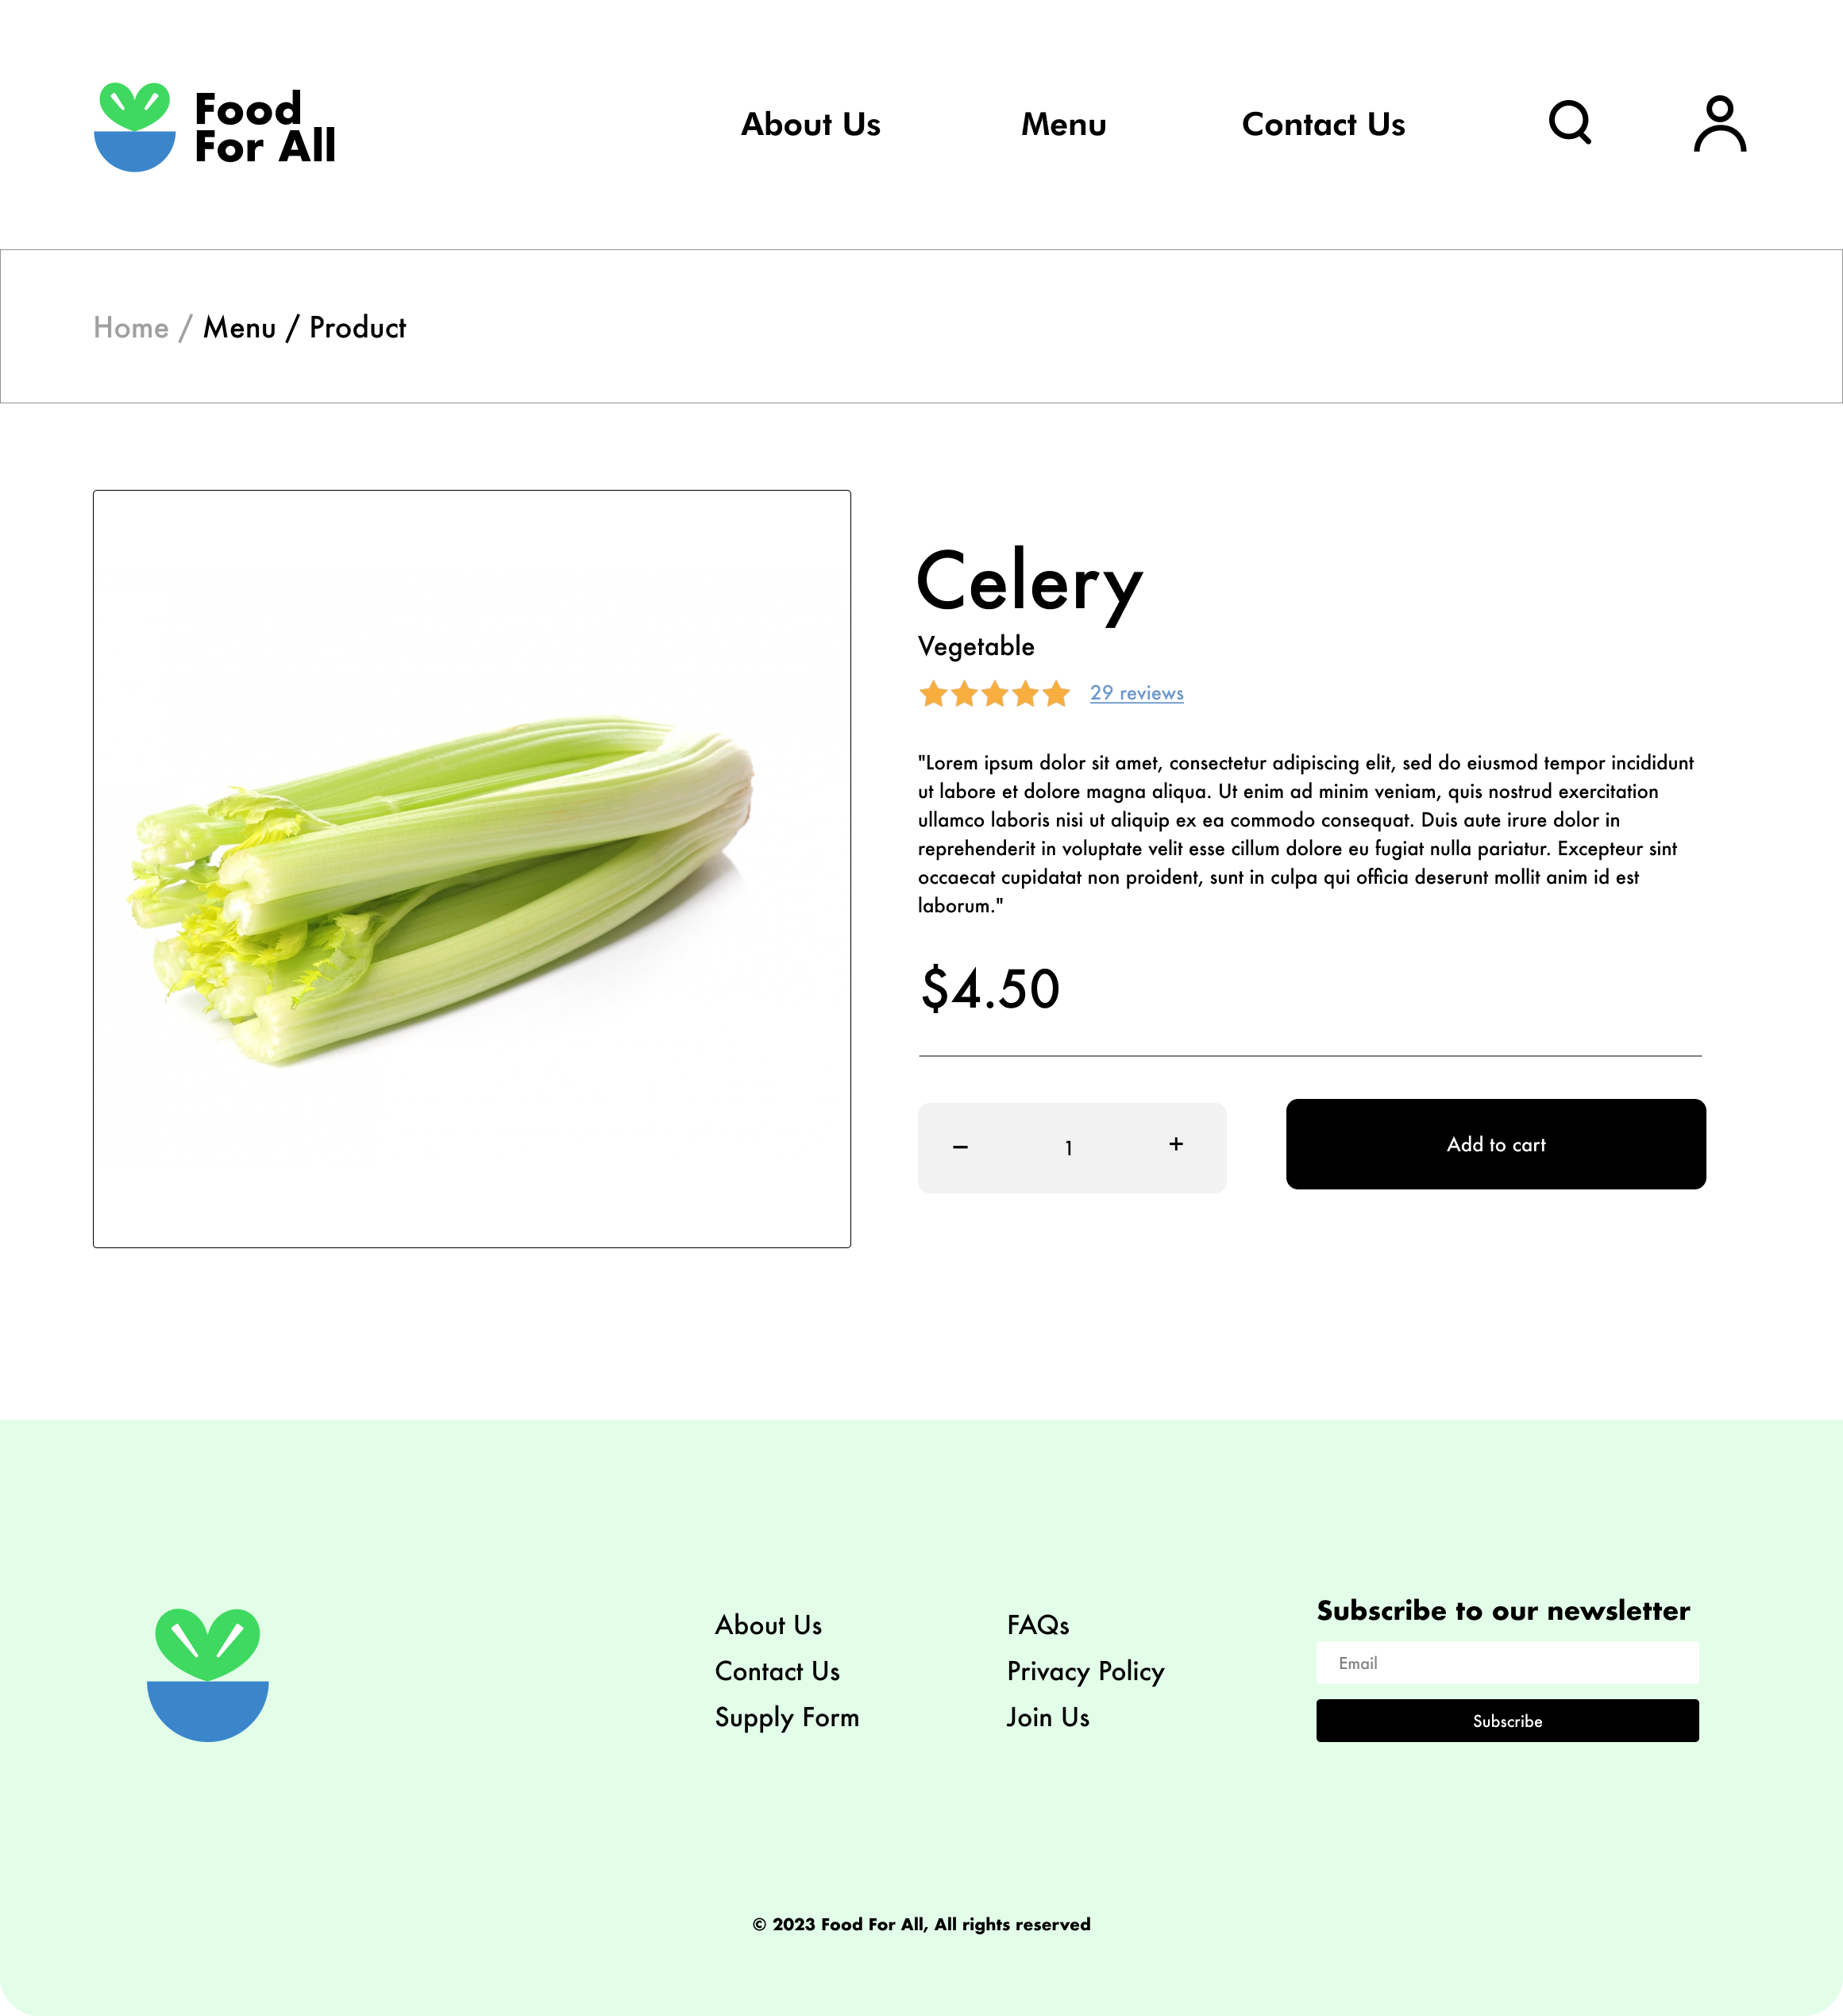 Food
For All
About Us
Menu
Contact Us
Home / Menu / Product
Celery
Vegetable
29 reviews
"Lorem ipsum dolor sit amet, consectetur adipiscing elit, sed do eiusmod tempor incididunt
ut labore et dolore magna aliqua. Ut enim ad minim veniam, quis nostrud exercitation
ullamco laboris nisi ut aliquip ex ea commodo consequat. Duis aute irure dolor in
reprehenderit in voluptate velit esse cillum dolore eu fugiat nulla pariatur. Excepteur sint
occaecat cupidatat non proident, sunt in culpa qui officia deserunt mollit anim id est
laborum."
$4.50
– 1 +
Add to cart
About Us
Contact Us
Supply Form
FAQs
Privacy Policy
Join Us
Subscribe to our newsletter
Email
Subscribe
© 2023 Food For All, All rights reserved